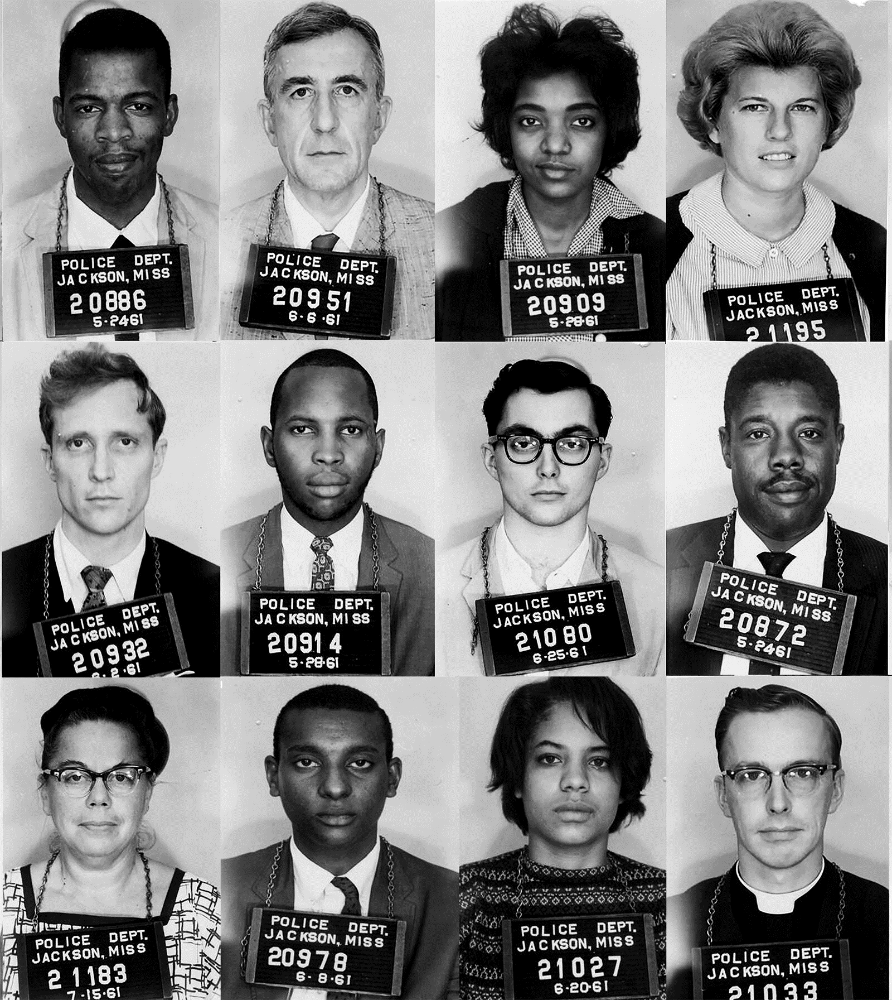 POLICE DEPT.
JACKSON, MISS
20886
5-2461
POLICE DEPT.
JACKSON, MISS
20951
6-6-61
POLICE DEPT.
JACKSON, MISS
20909
5-28-61
POLICE DEPT.
JACKSON, MISS
21195
POLICE DEPT.
JACKSON, MISS
20932
6-2-61
POLICE DEPT.
JACKSON, MISS
20914
5-28-61
POLICE DEPT.
JACKSON, MISS
21080
6-25-61
POLICE DEPT.
JACKSON, MISS
20872
5-2461
POLICE DEPT.
JACKSON, MISS
21183
7-15-61
POLICE DEPT.
JACKSON, MISS
20978
6-8-61
POLICE DEPT.
JACKSON, MISS
21027
6-20-61
POLICE DEPT.
JACKSON, MISS
21033